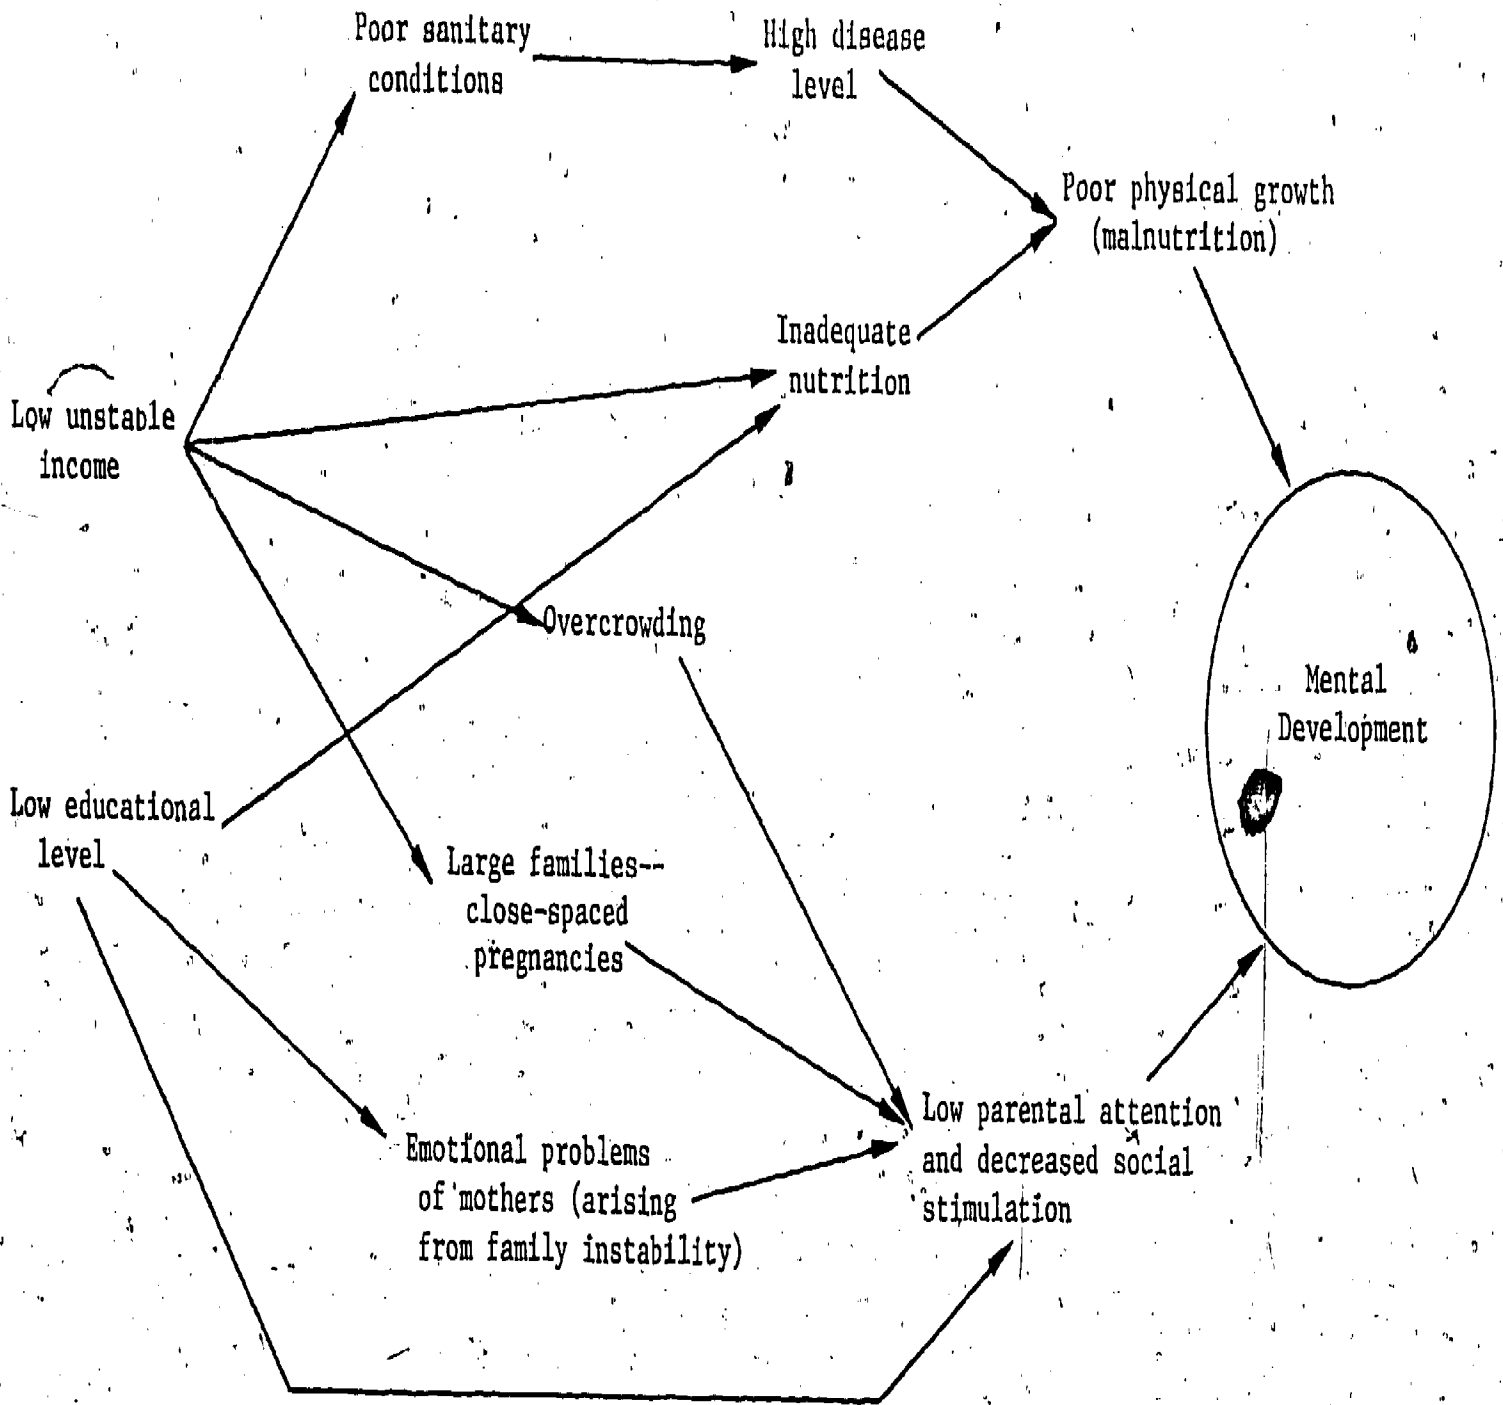 Poor sanitary
conditions
High disease
level
Poor physical growth
(malnutrition)
Inadequate
nutrition
Low unstable
income
Overcrowding
Mental
Development
Low educational
level
Large families--
close-spaced
pregnancies
Low parental attention
and decreased social
stimulation
Emotional problems
of mothers (arising
from family instability)